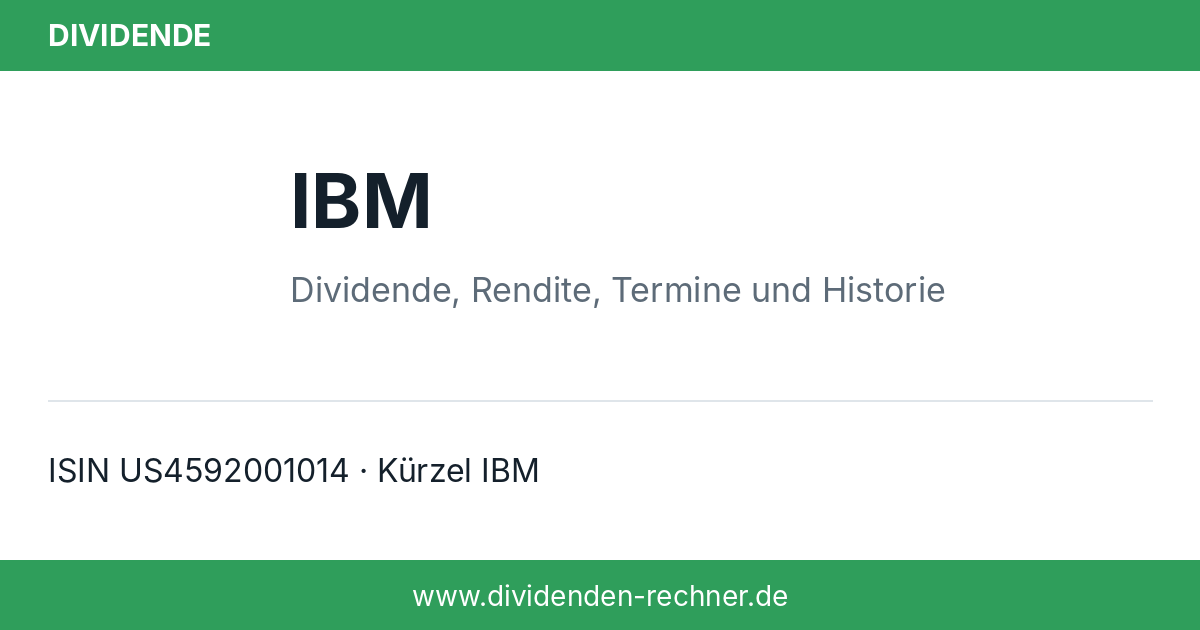 DIVIDENDE
IBM
Dividende, Rendite, Termine und Historie
ISIN US4592001014 · Kürzel IBM
www.dividenden-rechner.de